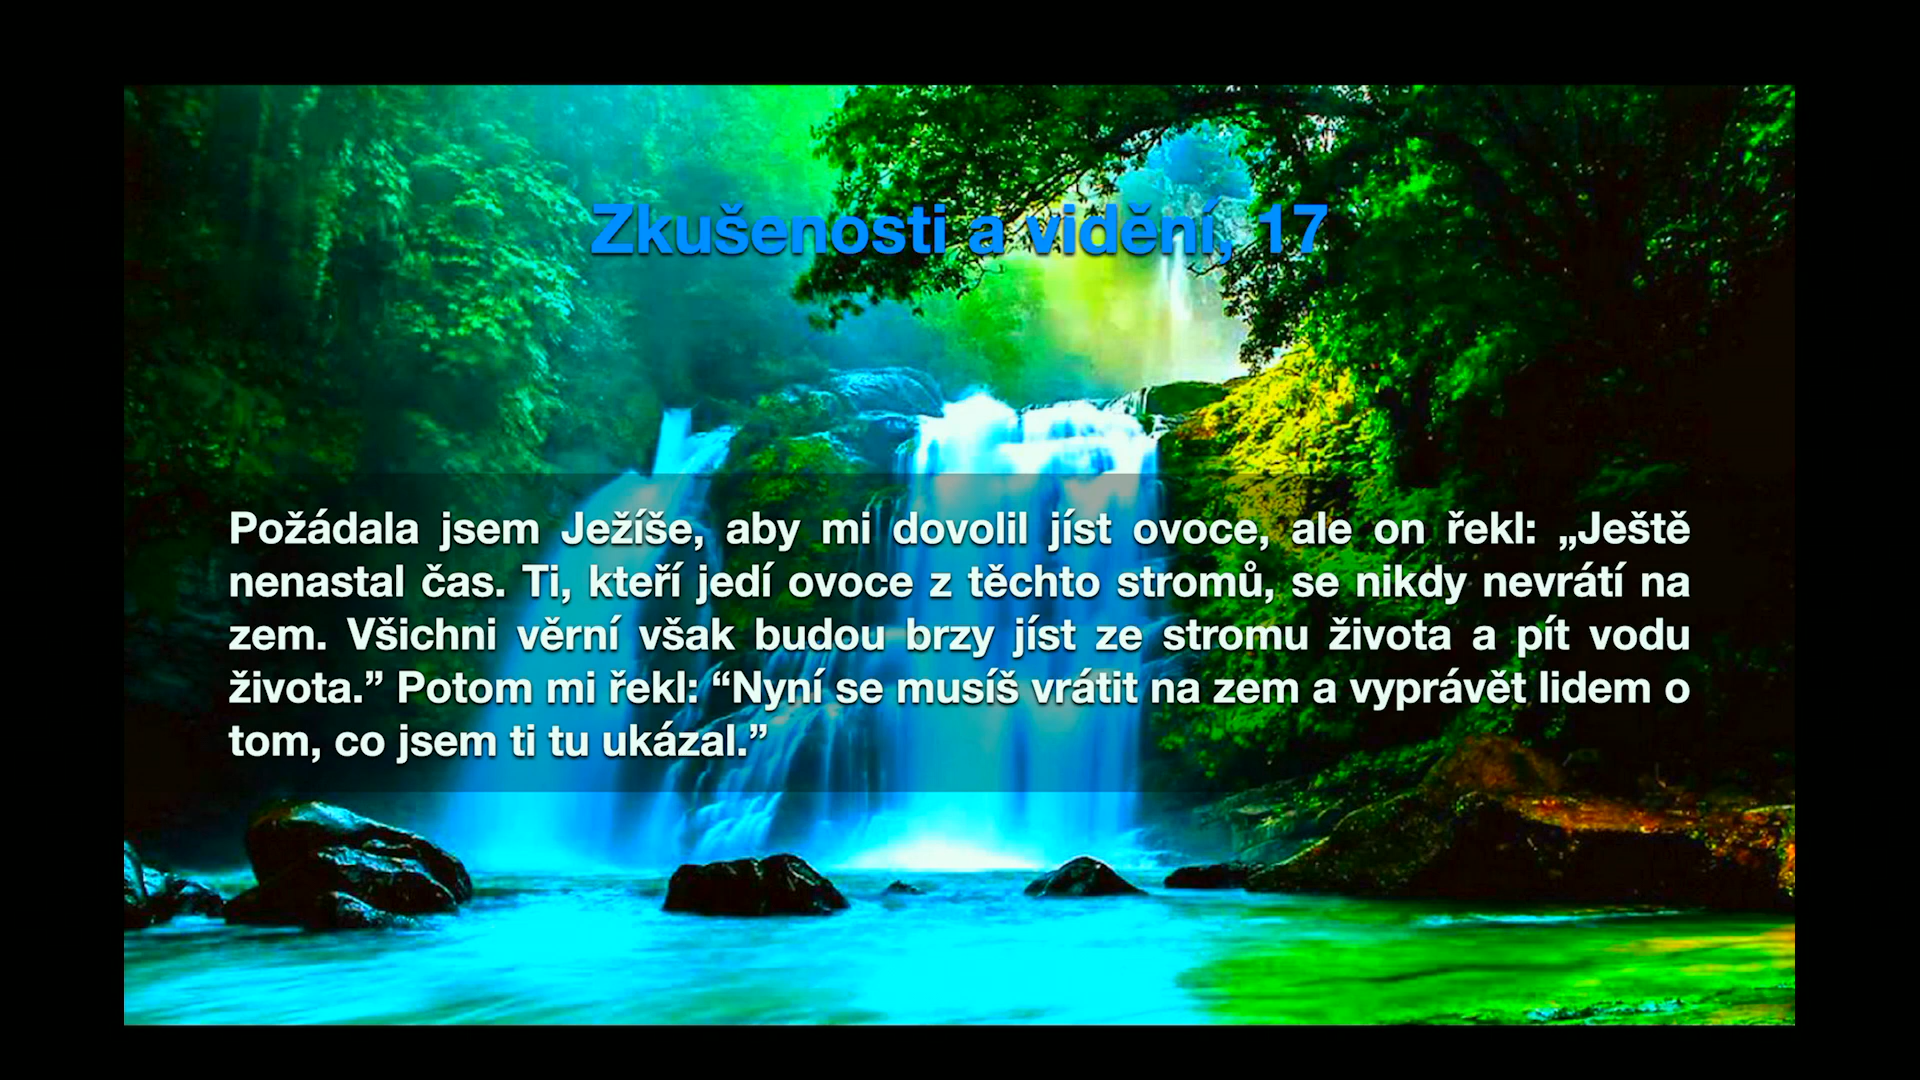 Zkušenosti a vidění, 17
Požádala jsem Ježíše, aby mi dovolil jíst ovoce, ale on řekl: „Ještě
nenastal čas. Ti, kteří jedí ovoce z těchto stromů, se nikdy nevrátí na
zem. Všichni věrní však budou brzy jíst ze stromu života a pít vodu
života.” Potom mi řekl: “Nyní se musíš vrátit na zem a vyprávět lidem o
tom, co jsem ti tu ukázal.”